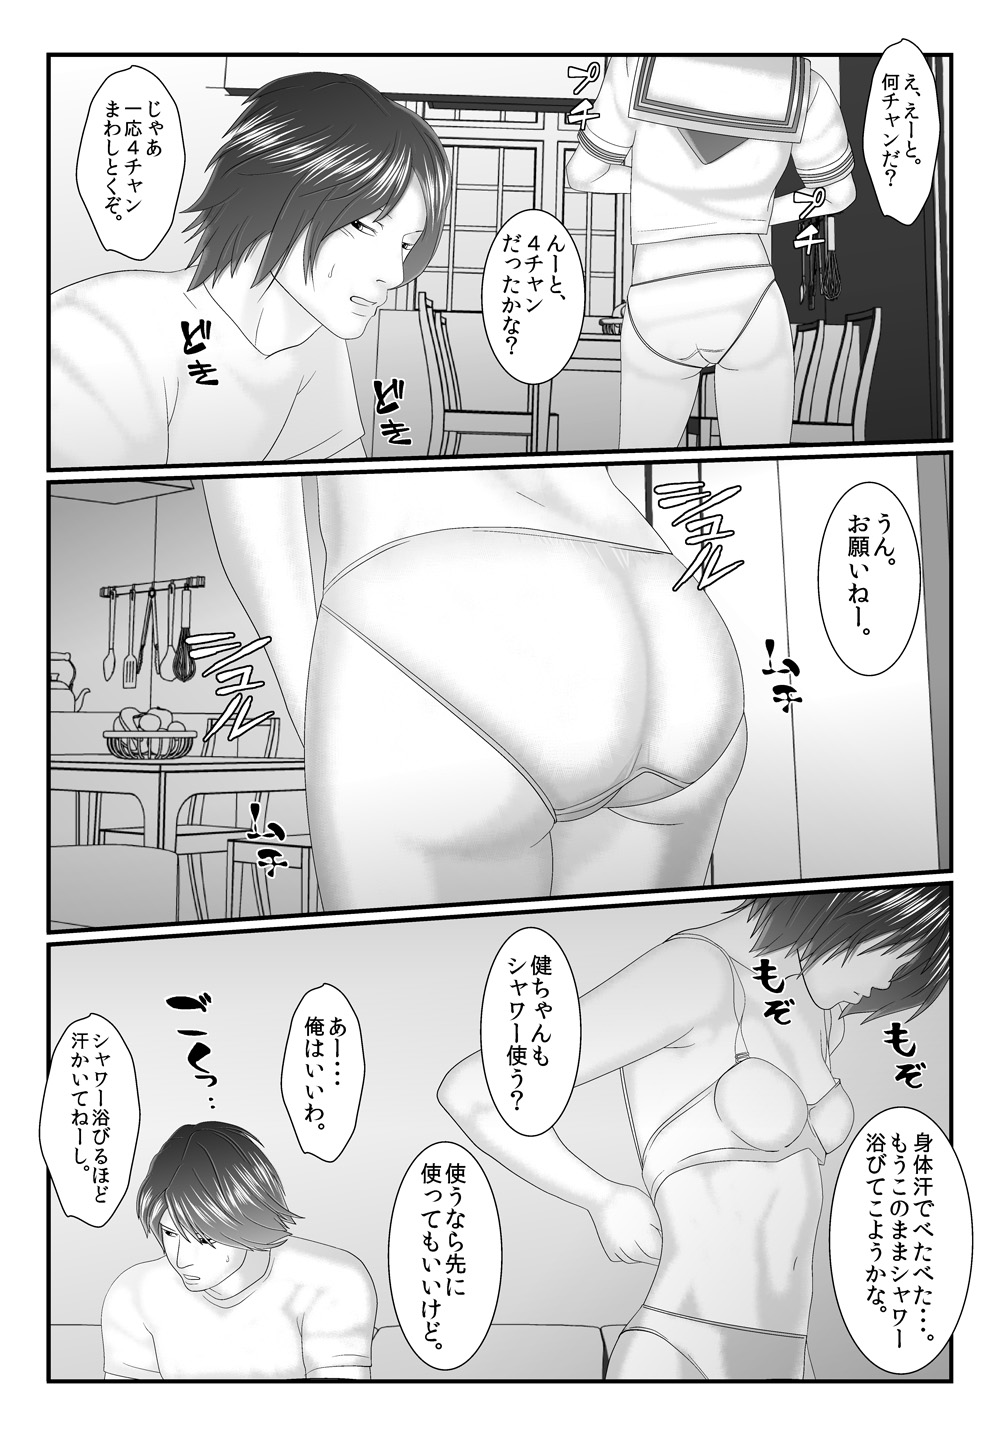 え、えーと。
何チャンだ？
プチ
プチ
んーと、
４チャン
だったかな？
じゃあ
一応４チャン
まわしとくぞ。
どき
どき
うん。
お願いねー。
シュル
シュル
ムチ
ムチ
もぞ
もぞ
身体汗でべたべた…。
もうこのままシャワー
浴びてこようかな。
健ちゃんも
シャワー使う？
使うなら先に
使ってもいいけど。
あー…
俺はいいわ。
シャワー浴びるほど
汗かいてねーし。
ごくっ…